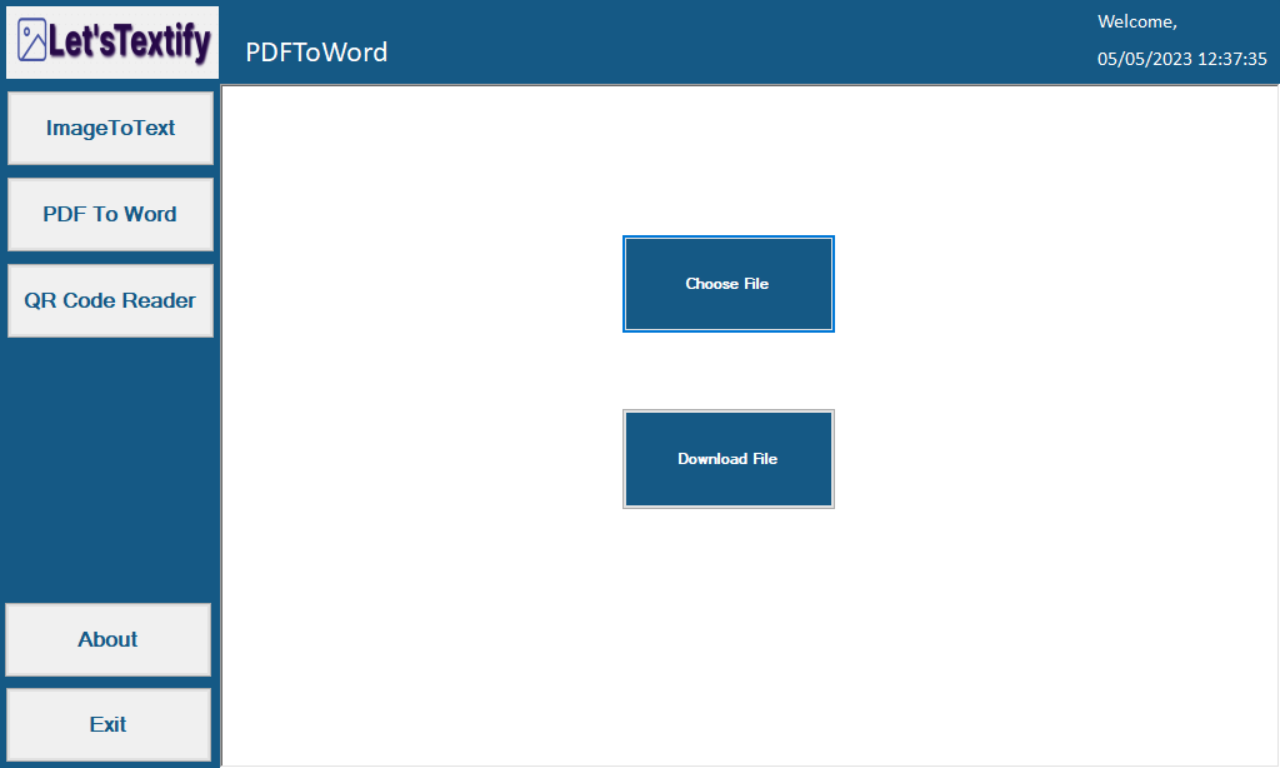 Let'sTextify
PDFToWord
Welcome,
05/05/2023 12:37:35
ImageToText
PDF To Word
QR Code Reader
About
Exit
Choose File
Download File